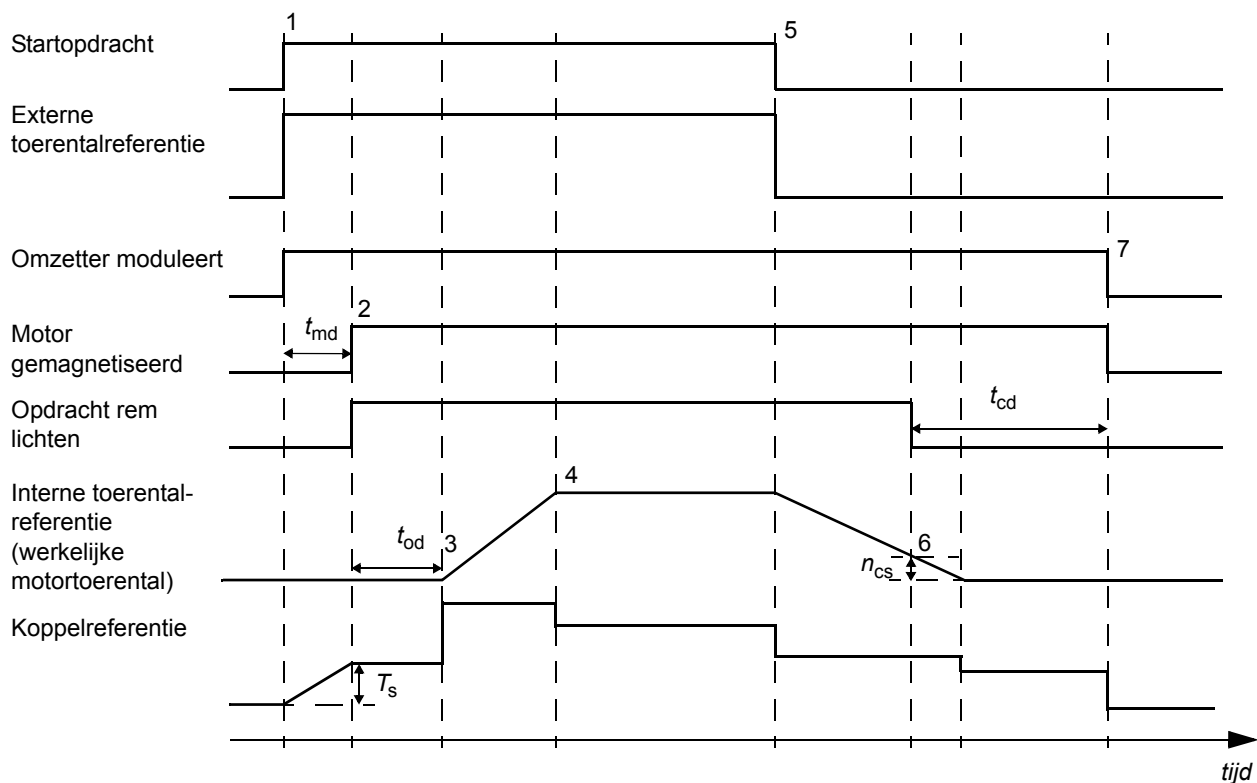 1
5
Startopdracht
Externe
toerentalreferentie
Omzetter moduleert
7
2
tmd
Motor
gemagnetiseerd
Opdracht rem
lichten
tcd
Interne toerental-
referentie
(werkelijke
motortoerental)
4
tod
3
6
ncs
Koppelreferentie
Ts
tijd